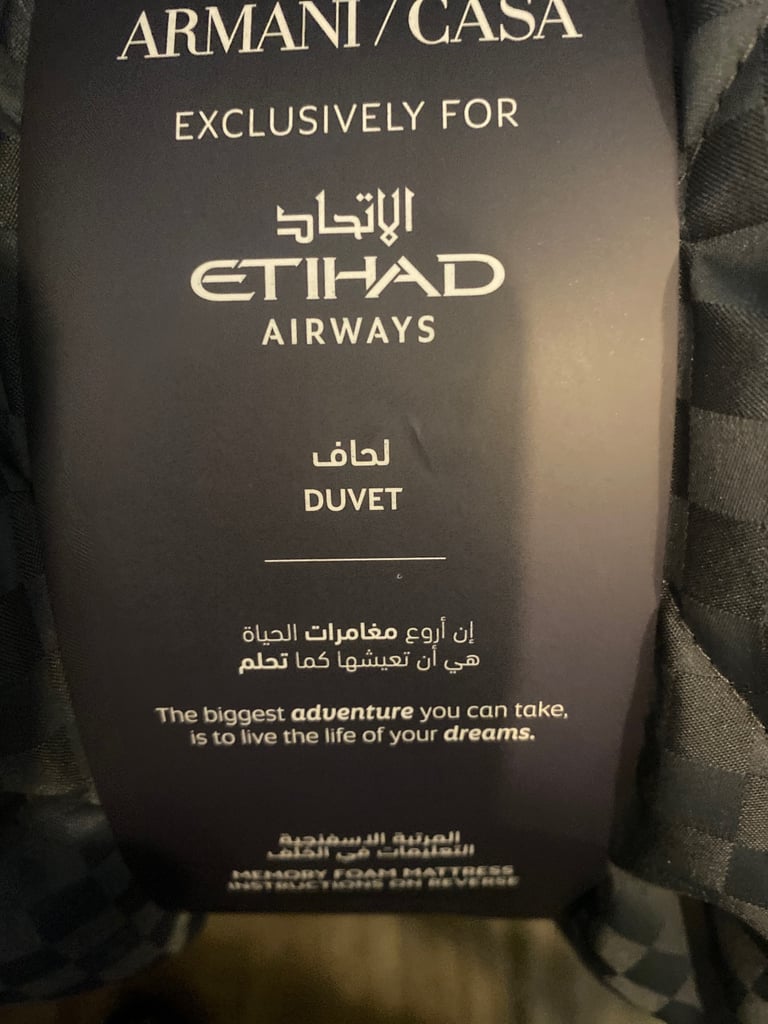 ARMANI / CASA
EXCLUSIVELY FOR
الاتحاد
ETIHAD
AIRWAYS
لحاف
DUVET
إن أروع مغامرات الحياة
هي أن تعيشها كما تحلم
The biggest adventure you can take,
is to live the life of your dreams.
المرتبة الاسفنجية
التعليمات في الخلف
MEMORY FOAM MATTRESS
INSTRUCTIONS ON REVERSE